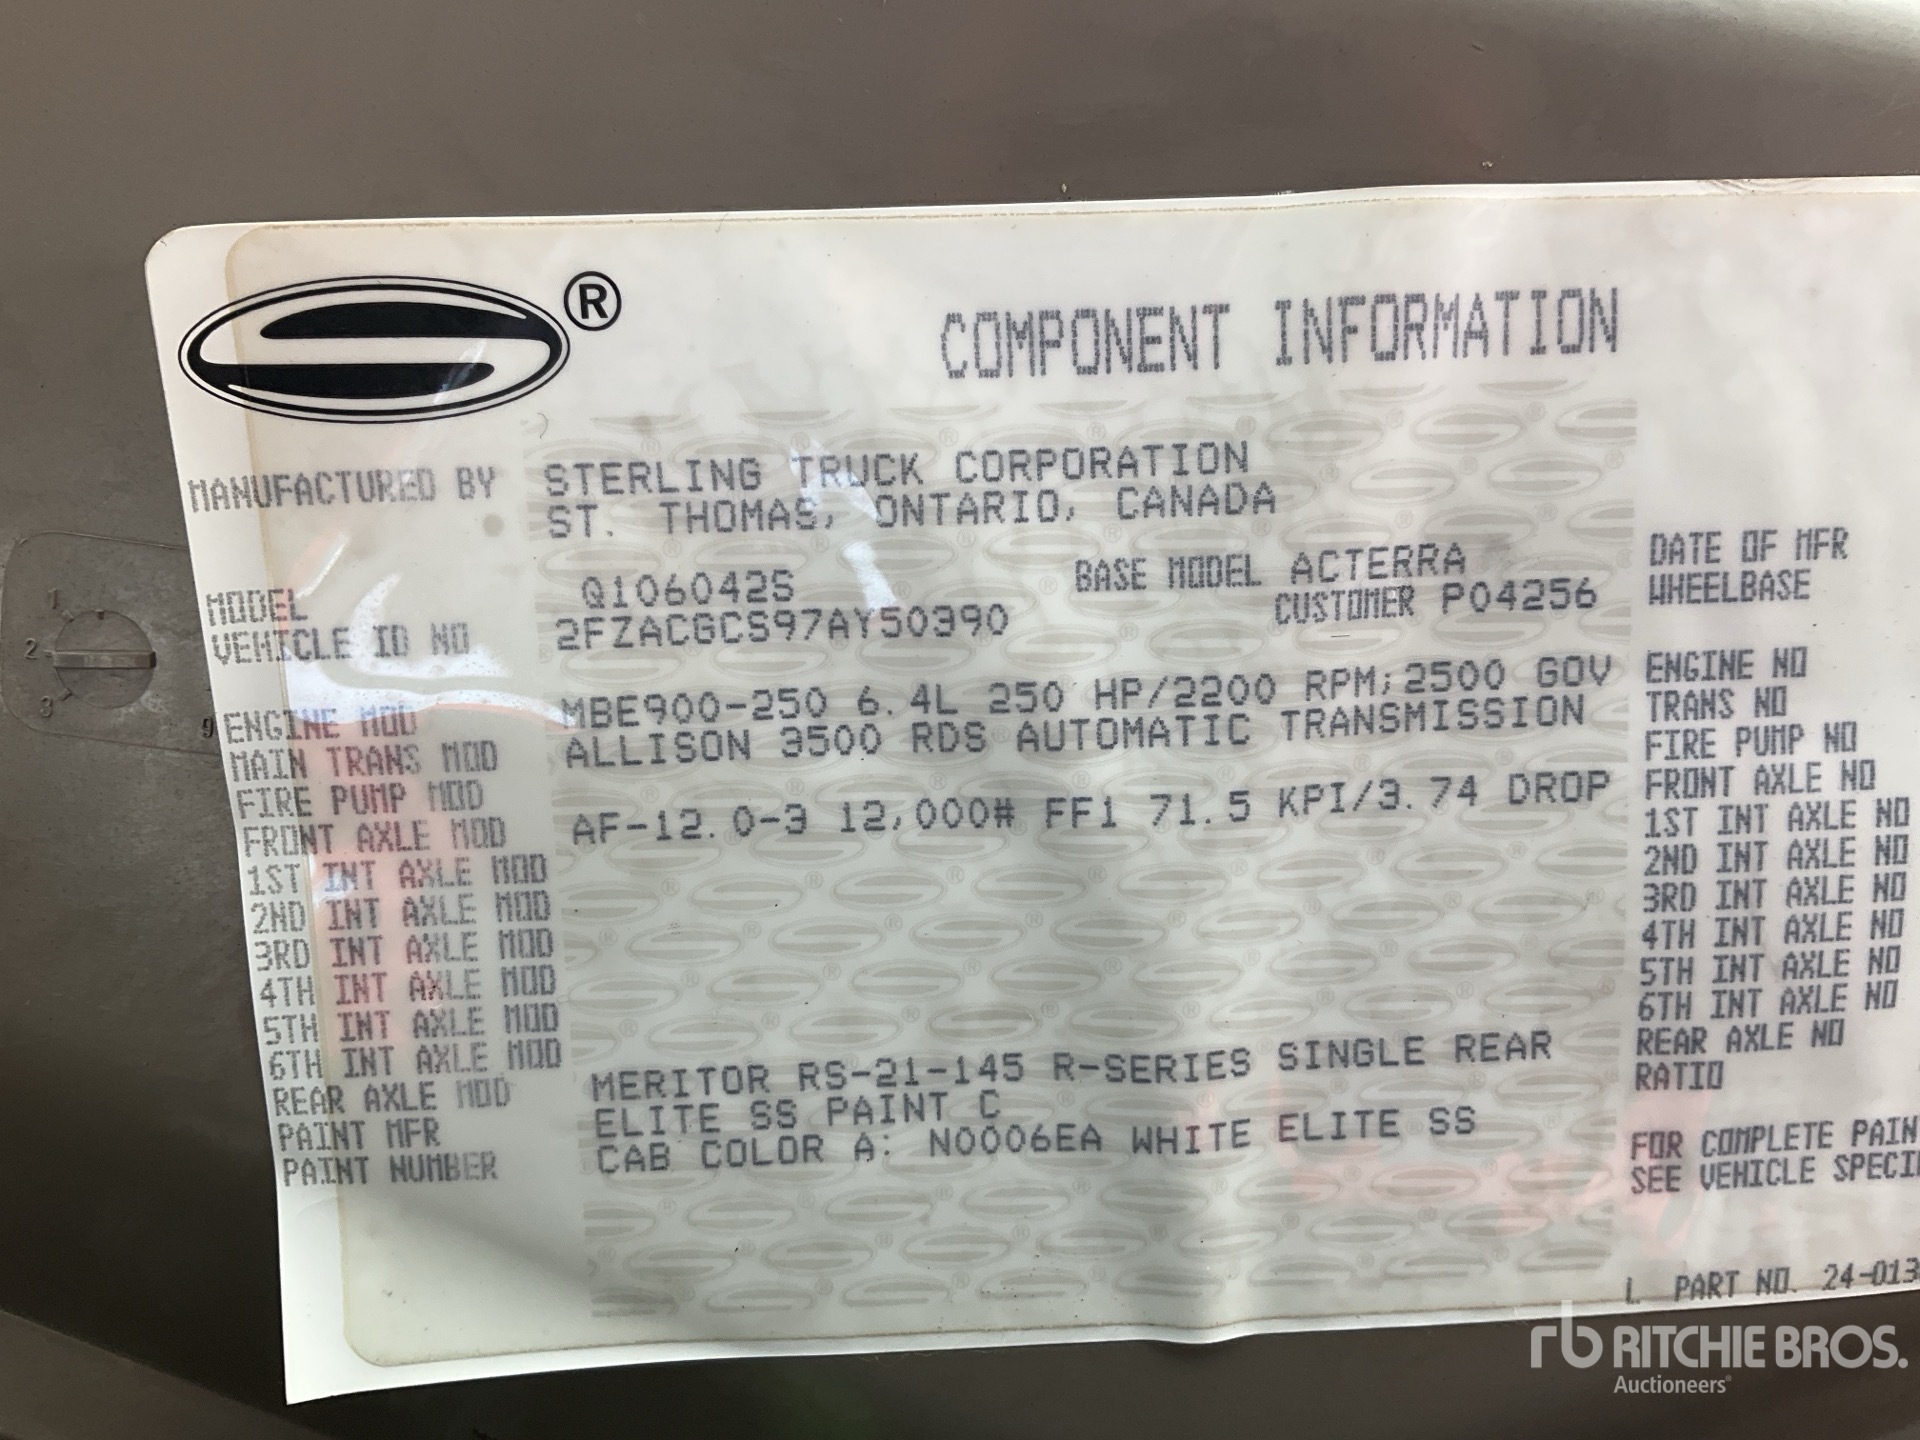 ®
COMPONENT INFORMATION
MANUFACTURED BY STERLING TRUCK CORPORATION
ST. THOMAS, ONTARIO, CANADA
MODEL Q106042S BASE MODEL ACTERRA DATE OF MFR
VEHICLE ID NO 2FZACGCS97AY50390 CUSTOMER P04256 WHEELBASE
ENGINE MOD MBE900-250 6.4L 250 HP/2200 RPM;2500 GOV ENGINE NO
MAIN TRANS MOD ALLISON 3500 RDS AUTOMATIC TRANSMISSION TRANS NO
FIRE PUMP MOD FIRE PUMP NO
FRONT AXLE MOD AF-12.0-3 12,000# FF1 71.5 KPI/3.74 DROP FRONT AXLE NO
1ST INT AXLE MOD 1ST INT AXLE NO
2ND INT AXLE MOD 2ND INT AXLE NO
3RD INT AXLE MOD 3RD INT AXLE NO
4TH INT AXLE MOD 4TH INT AXLE NO
5TH INT AXLE MOD 5TH INT AXLE NO
6TH INT AXLE MOD 6TH INT AXLE NO
REAR AXLE MOD MERITOR RS-21-145 R-SERIES SINGLE REAR REAR AXLE NO
PAINT MFR ELITE SS PAINT C RATIO
PAINT NUMBER CAB COLOR A: N0006EA WHITE ELITE SS
FOR COMPLETE PAIN
SEE VEHICLE SPECI
L PART NO. 24-013
1
2
3
9
rb RITCHIE BROS.
Auctioneers